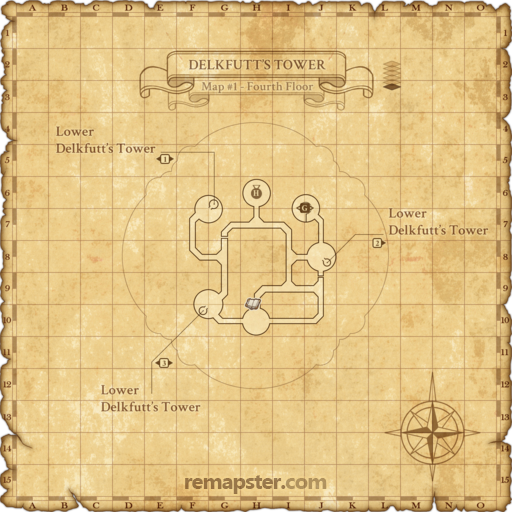 A B C D E F G H I J K L M N O
DELKFUTT'S TOWER
Map #1 - Fourth Floor
Lower
Delkfutt's Tower
1
H
G
Lower
Delkfutt's Tower
2
3
Lower
Delkfutt's Tower
1
2
3
4
5
6
7
8
9
10
11
12
13
14
15
remapster.com
A B C D E F G H I J K L M N O